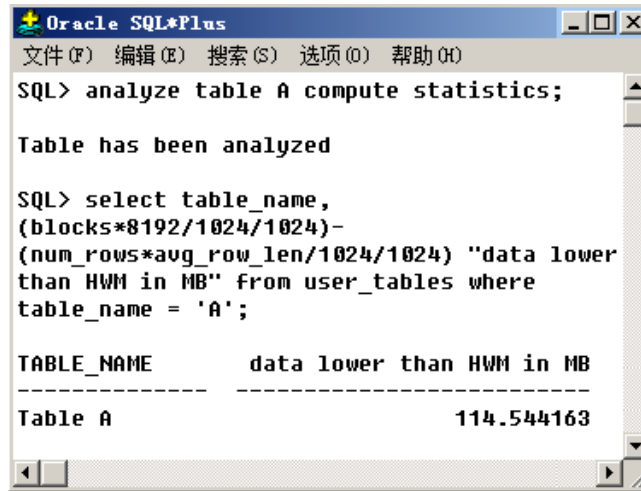 Oracle SQL*Plus
文件(F) 编辑(E) 搜索(S) 选项(O) 帮助(H)
SQL> analyze table A compute statistics;
Table has been analyzed
SQL> select table_name,
(blocks*8192/1024/1024)-
(num_rows*avg_row_len/1024/1024) "data lower
than HWM in MB" from user_tables where
table_name = 'A';
TABLE_NAME data lower than HWM in MB
-------------- --------------------------
Table A 114.544163